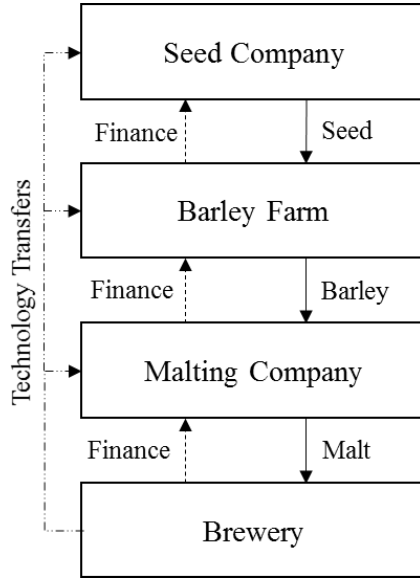 Seed Company
Finance
Seed
Technology Transfers
Barley Farm
Finance
Barley
Malting Company
Finance
Malt
Brewery